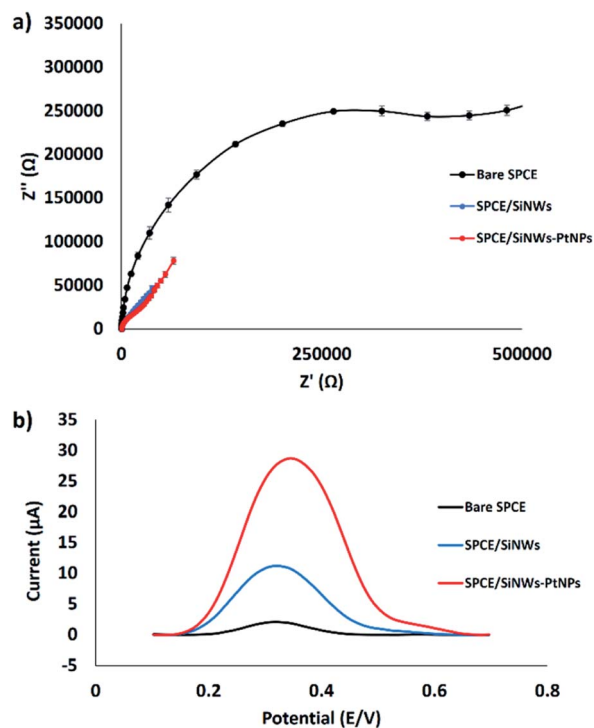 a)
350000
300000
250000
200000
150000
100000
50000
0
Z'' (Ω)
0
250000
500000
Z' (Ω)
Bare SPCE
SPCE/SiNWs
SPCE/SiNWs-PtNPs
b)
35
30
25
20
15
10
5
0
-5
Current (µA)
0
0.2
0.4
0.6
0.8
Potential (E/V)
Bare SPCE
SPCE/SiNWs
SPCE/SiNWs-PtNPs